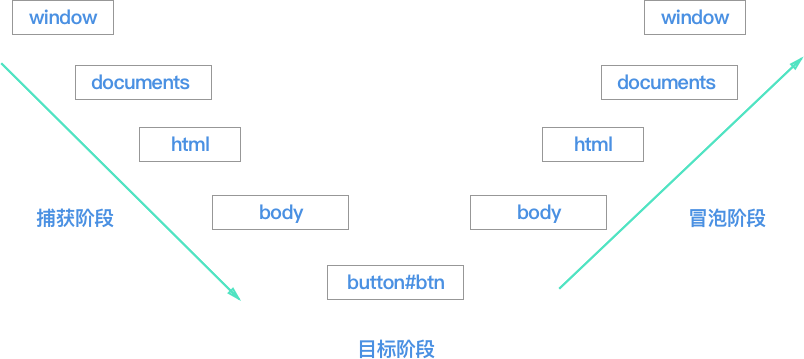 window
window
documents
documents
html
html
捕获阶段
body
body
冒泡阶段
button#btn
目标阶段